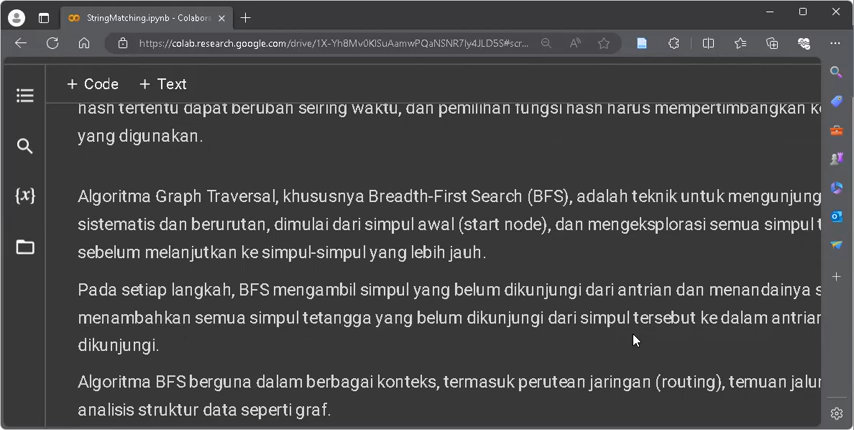 StringMatching.ipynb - Colabora
https://colab.research.google.com/drive/1X-Yh8Mv0KlSuAamwPQaNSNR7ly4JLD5S#scr...
+ Code + Text
hash tertentu dapat berubah seiring waktu, dan pemilihan fungsi hash harus mempertimbangkan
yang digunakan.
Algoritma Graph Traversal, khususnya Breadth-First Search (BFS), adalah teknik untuk mengunjung
sistematis dan berurutan, dimulai dari simpul awal (start node), dan mengeksplorasi semua simpul
sebelum melanjutkan ke simpul-simpul yang lebih jauh.
Pada setiap langkah, BFS mengambil simpul yang belum dikunjungi dari antrian dan menandainya
menambahkan semua simpul tetangga yang belum dikunjungi dari simpul tersebut ke dalam antrian
dikunjungi.
Algoritma BFS berguna dalam berbagai konteks, termasuk perutean jaringan (routing), temuan jalur
analisis struktur data seperti graf.
{x}